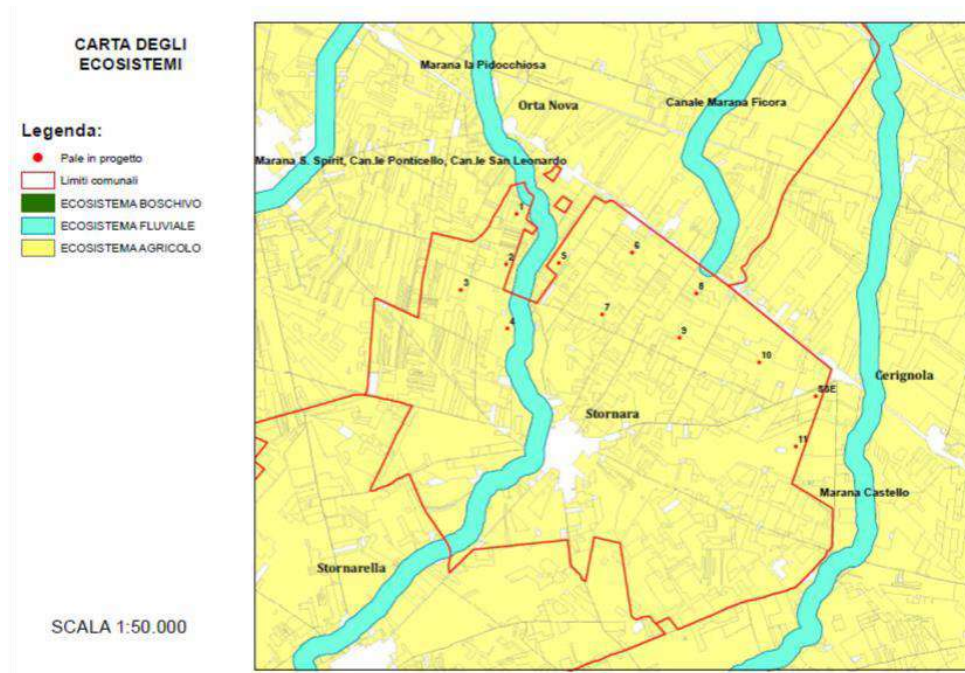 CARTA DEGLI
ECOSISTEMI
Legenda:
Pale in progetto
Limiti comunali
ECOSISTEMA BOSCHIVO
ECOSISTEMA FLUVIALE
ECOSISTEMA AGRICOLO
SCALA 1:50.000
Marana la Pidocchiosa
Orta Nova
Canale Marana Ficora
Marana S. Spirit, Can.le Ponticello, Can.le San Leonardo
1
2
3
4
5
6
7
8
9
10
SSE
11
Cerignola
Stornara
Marana Castello
Stornarella